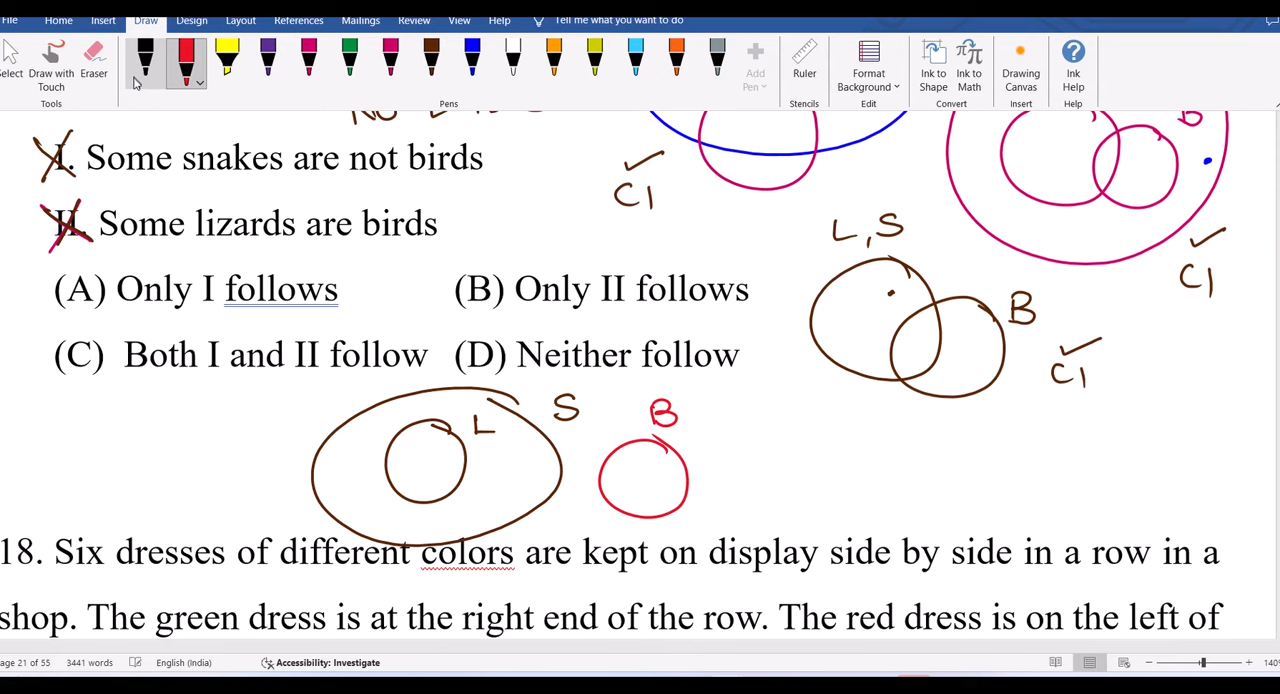 File Home Insert Draw Design Layout References Mailings Review View Help Tell me what you want to do
Select Draw with Touch Eraser Add Pen Ruler Format Background Ink to Shape Ink to Math Drawing Canvas Ink Help
Tools Pens Stencils Edit Convert Insert Help
B
I. Some snakes are not birds
C1
II. Some lizards are birds
L, S
C1
(A) Only I follows (B) Only II follows
B
(C) Both I and II follow (D) Neither follow
C1
L S B
18. Six dresses of different colors are kept on display side by side in a row in a
shop. The green dress is at the right end of the row. The red dress is on the left of
Page 21 of 55 3441 words English (India) Accessibility: Investigate 140